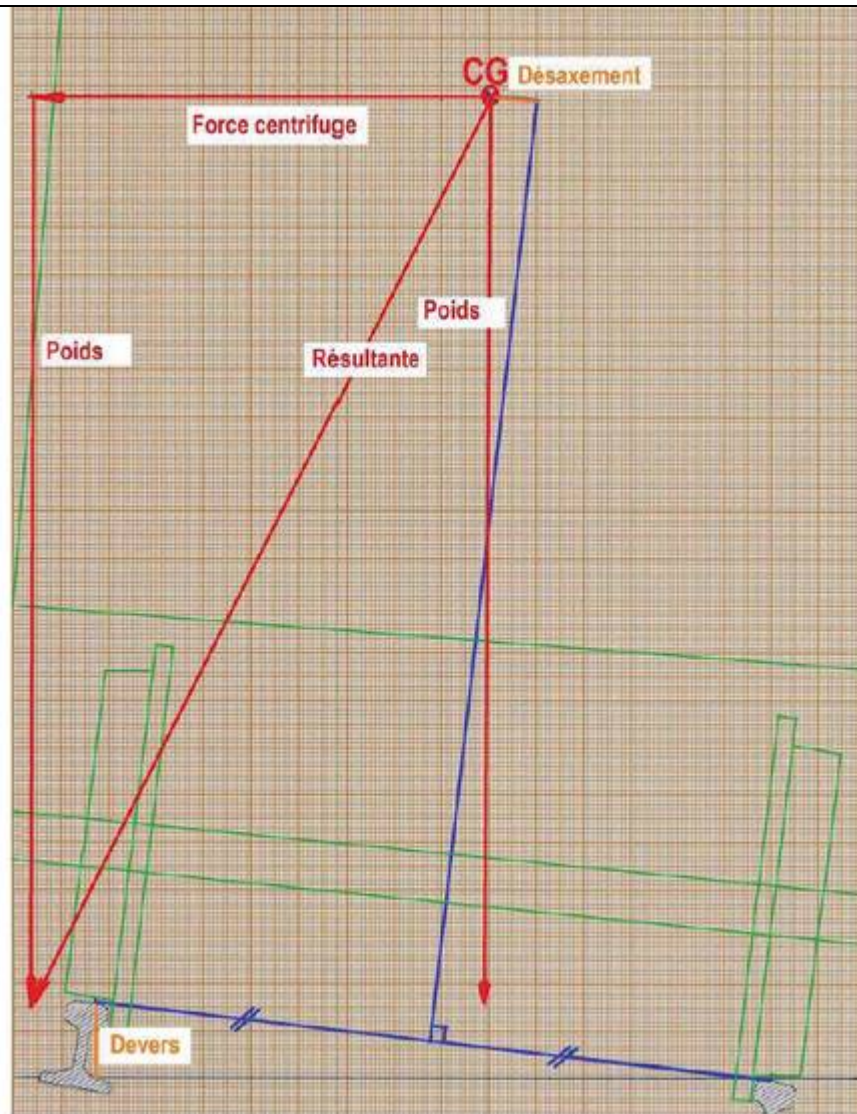 CG
Désaxement
Force centrifuge
Poids
Poids
Résultante
Devers